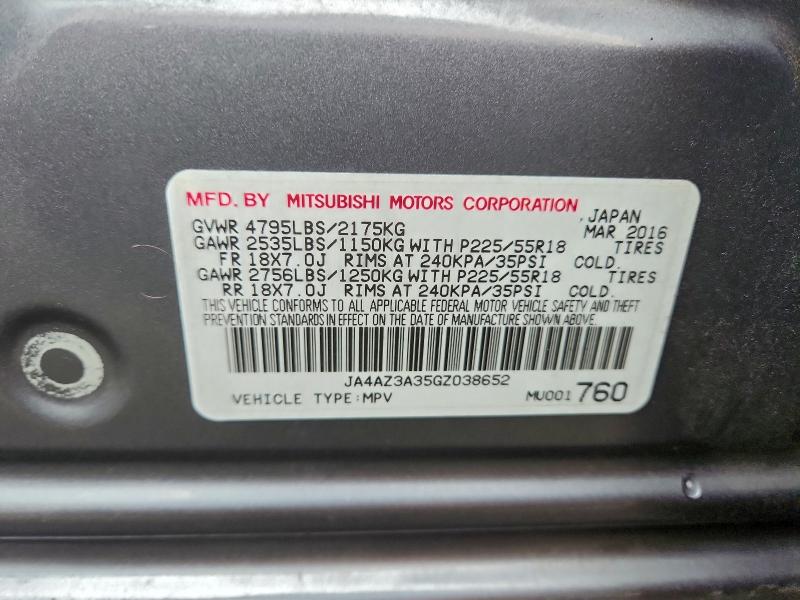 MFD. BY MITSUBISHI MOTORS CORPORATION, JAPAN
GVWR 4795LBS/2175KG MAR 2016
GAWR 2535LBS/1150KG WITH P225/55R18 TIRES
FR 18X7.0J RIMS AT 240KPA/35PSI COLD.
GAWR 2756LBS/1250KG WITH P225/55R18 TIRES
RR 18X7.0J RIMS AT 240KPA/35PSI COLD.
THIS VEHICLE CONFORMS TO ALL APPLICABLE FEDERAL MOTOR VEHICLE SAFETY AND THEFT
PREVENTION STANDARDS IN EFFECT ON THE DATE OF MANUFACTURE SHOWN ABOVE.
JA4AZ3A35GZ038652
VEHICLE TYPE:MPV MU001760